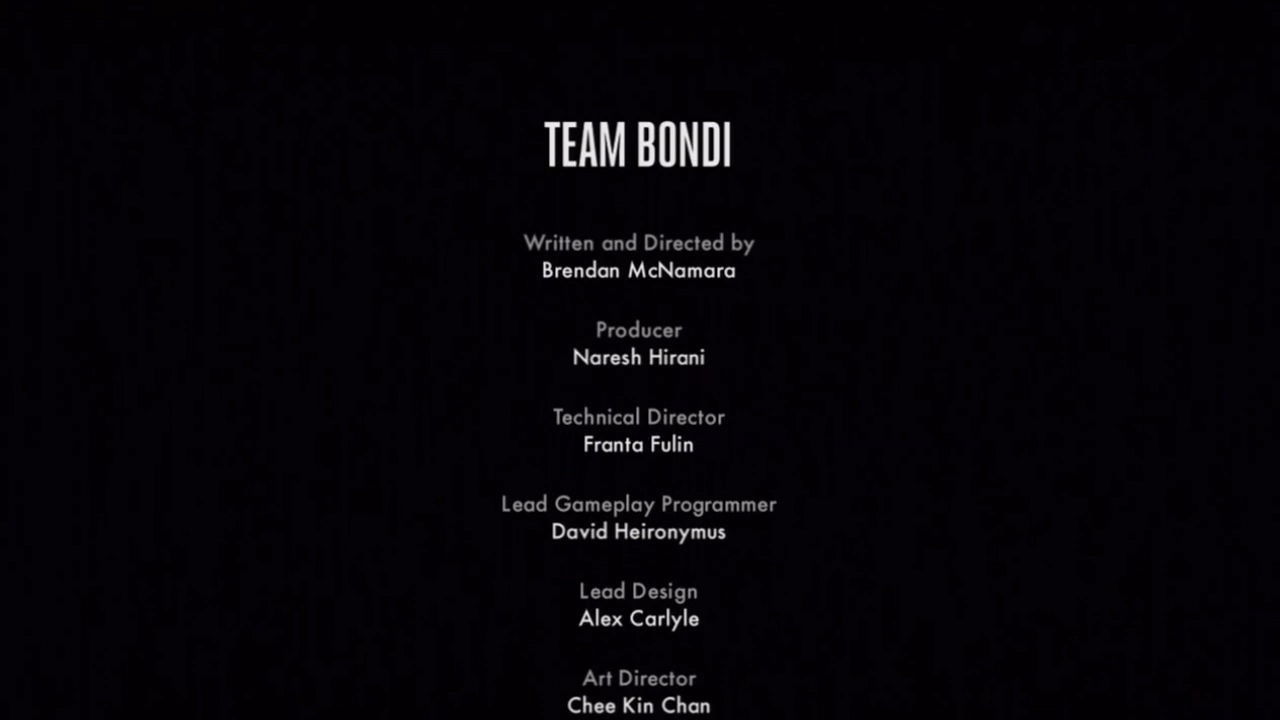 TEAM BONDI
Written and Directed by
Brendan McNamara
Producer
Naresh Hirani
Technical Director
Franta Fulin
Lead Gameplay Programmer
David Heironymus
Lead Design
Alex Carlyle
Art Director
Chee Kin Chan